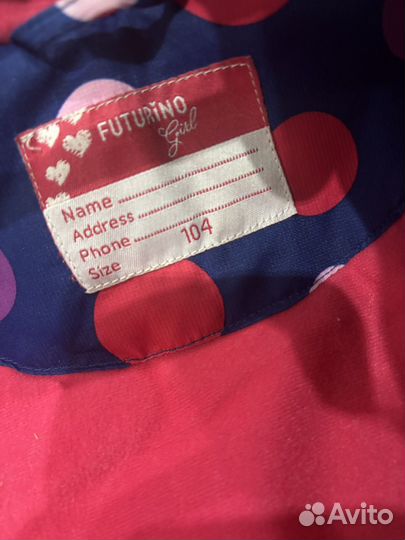 FUTURINO
Girl
Name
Address
Phone
Size 104
Avito